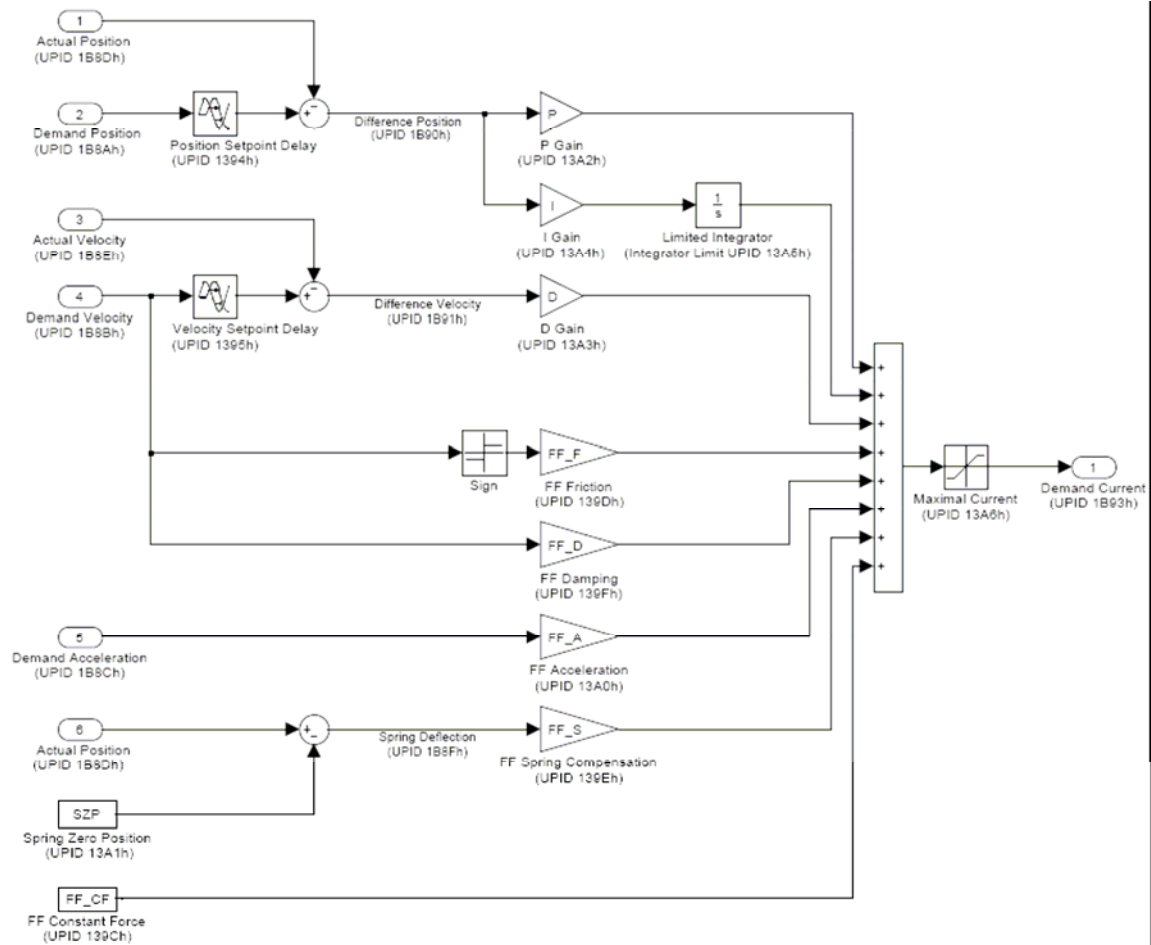 1
Actual Position
(UPID 1B8Dh)
2
Demand Position
(UPID 1B8Ah)
Position Setpoint Delay
(UPID 1394h)
+
−
Difference Position
(UPID 1B90h)
P
P Gain
(UPID 13A2h)
I
I Gain
(UPID 13A4h)
1
s
Limited Integrator
(Integrator Limit UPID 13A5h)
3
Actual Velocity
(UPID 1B8Eh)
4
Demand Velocity
(UPID 1B8Bh)
Velocity Setpoint Delay
(UPID 1395h)
+
−
Difference Velocity
(UPID 1B91h)
D
D Gain
(UPID 13A3h)
Sign
FF_F
FF Friction
(UPID 139Dh)
FF_D
FF Damping
(UPID 139Fh)
5
Demand Acceleration
(UPID 1B8Ch)
FF_A
FF Acceleration
(UPID 13A0h)
6
Actual Position
(UPID 1B8Dh)
+
−
Spring Deflection
(UPID 1B8Fh)
FF_S
FF Spring Compensation
(UPID 139Eh)
SZP
Spring Zero Position
(UPID 13A1h)
FF_CF
FF Constant Force
(UPID 139Ch)
+
+
+
+
+
+
+
+
Maximal Current
(UPID 13A6h)
1
Demand Current
(UPID 1B93h)